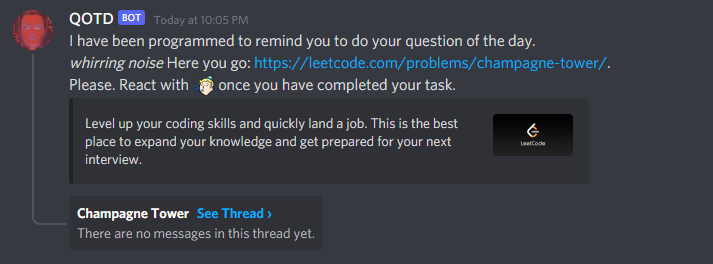 QOTD BOT Today at 10:05 PM
I have been programmed to remind you to do your question of the day.
whirring noise Here you go: https://leetcode.com/problems/champagne-tower/.
Please. React with once you have completed your task.
Level up your coding skills and quickly land a job. This is the best
place to expand your knowledge and get prepared for your next
interview.
LeetCode
Champagne Tower See Thread ›
There are no messages in this thread yet.